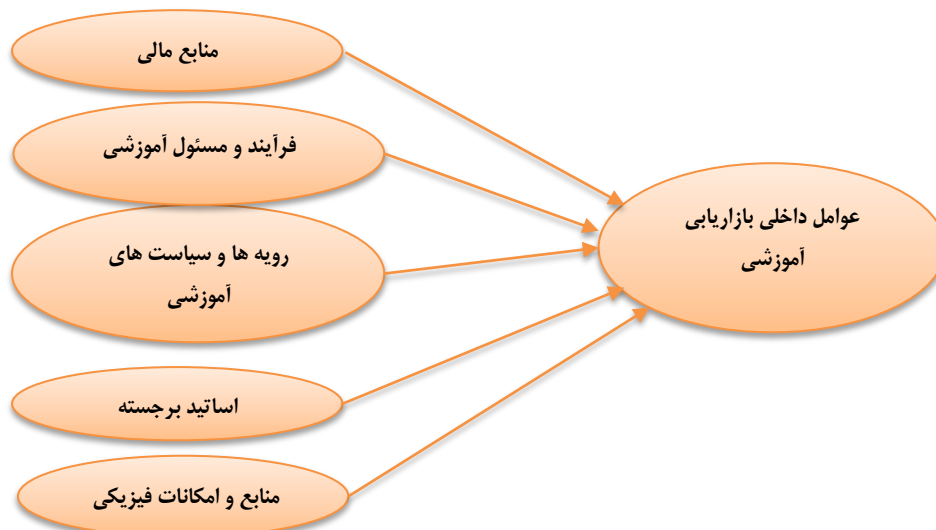 منابع مالی
فرآیند و مسئول آموزشی
رویه ها و سیاست های
آموزشی
اساتید برجسته
منابع و امکانات فیزیکی
عوامل داخلی بازاریابی
آموزشی